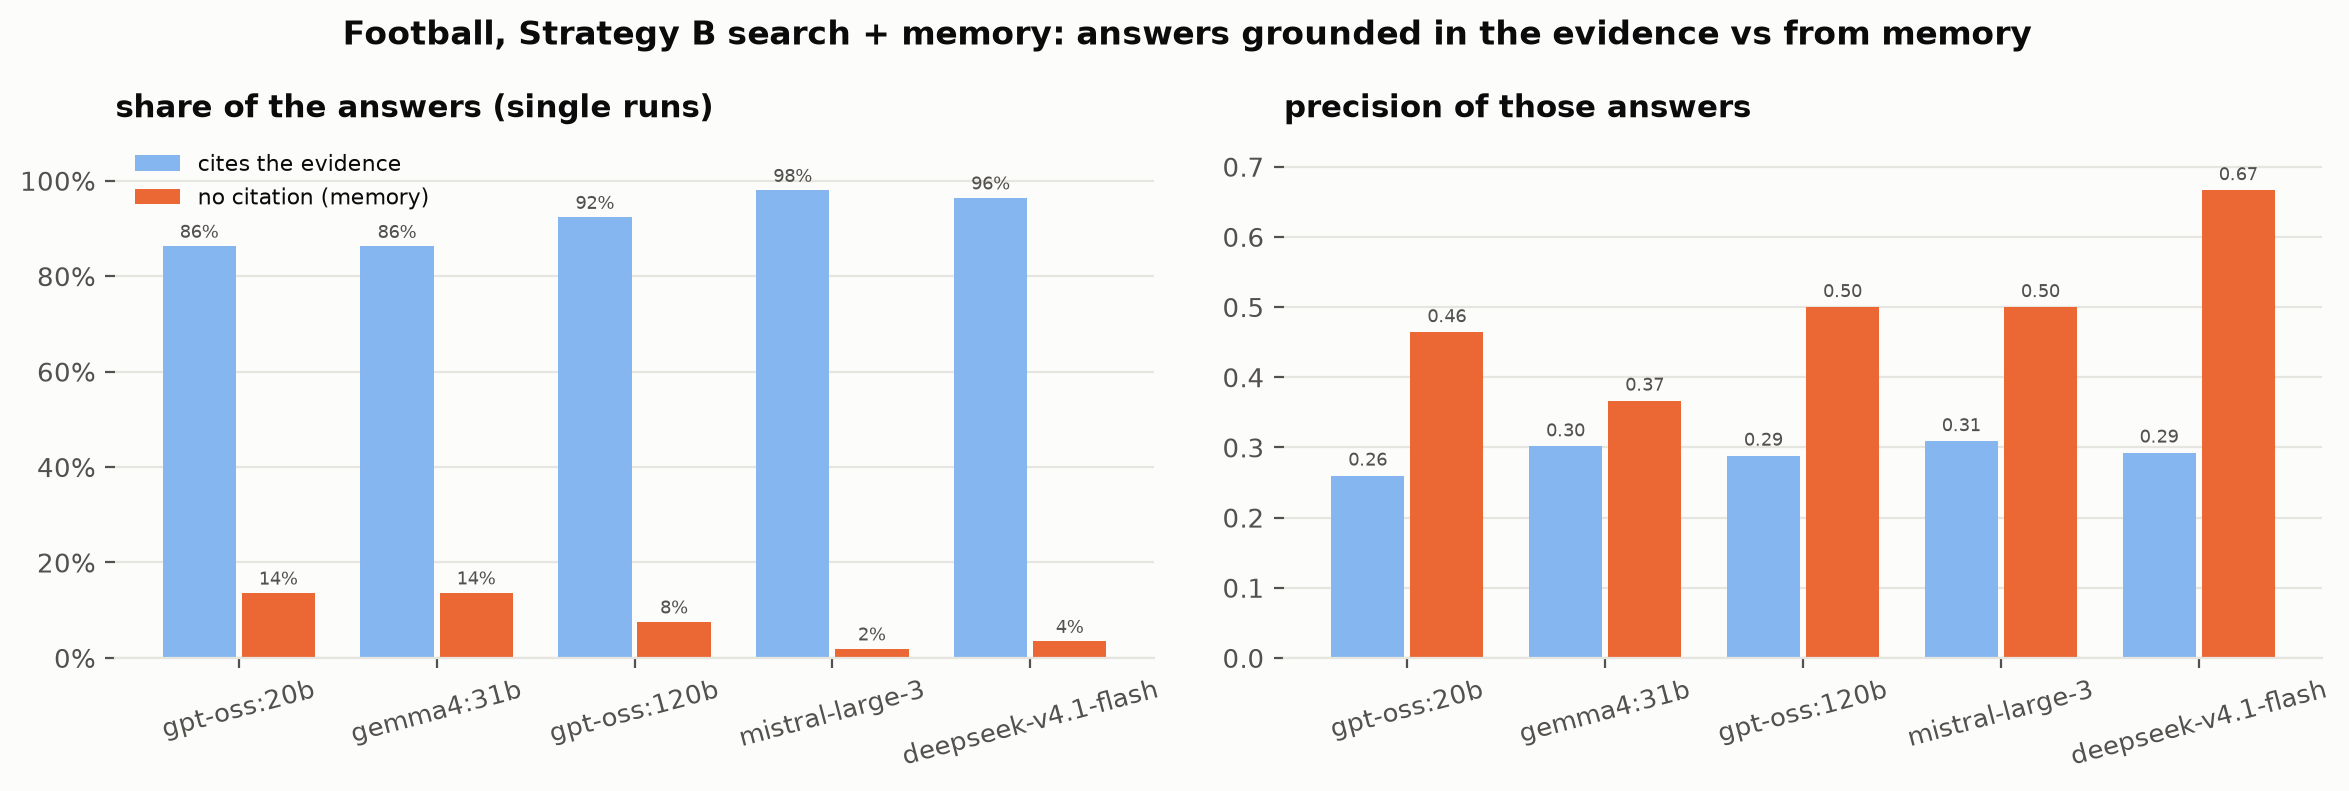 Football, Strategy B search + memory: answers grounded in the evidence vs from memory
share of the answers (single runs)
cites the evidence
no citation (memory)
100%
80%
60%
40%
20%
0%
86%
14%
86%
14%
92%
8%
98%
2%
96%
4%
gpt-oss:20b
gemma4:31b
gpt-oss:120b
mistral-large-3
deepseek-v4.1-flash
precision of those answers
0.7
0.6
0.5
0.4
0.3
0.2
0.1
0.0
0.26
0.46
0.30
0.37
0.29
0.50
0.31
0.50
0.29
0.67
gpt-oss:20b
gemma4:31b
gpt-oss:120b
mistral-large-3
deepseek-v4.1-flash